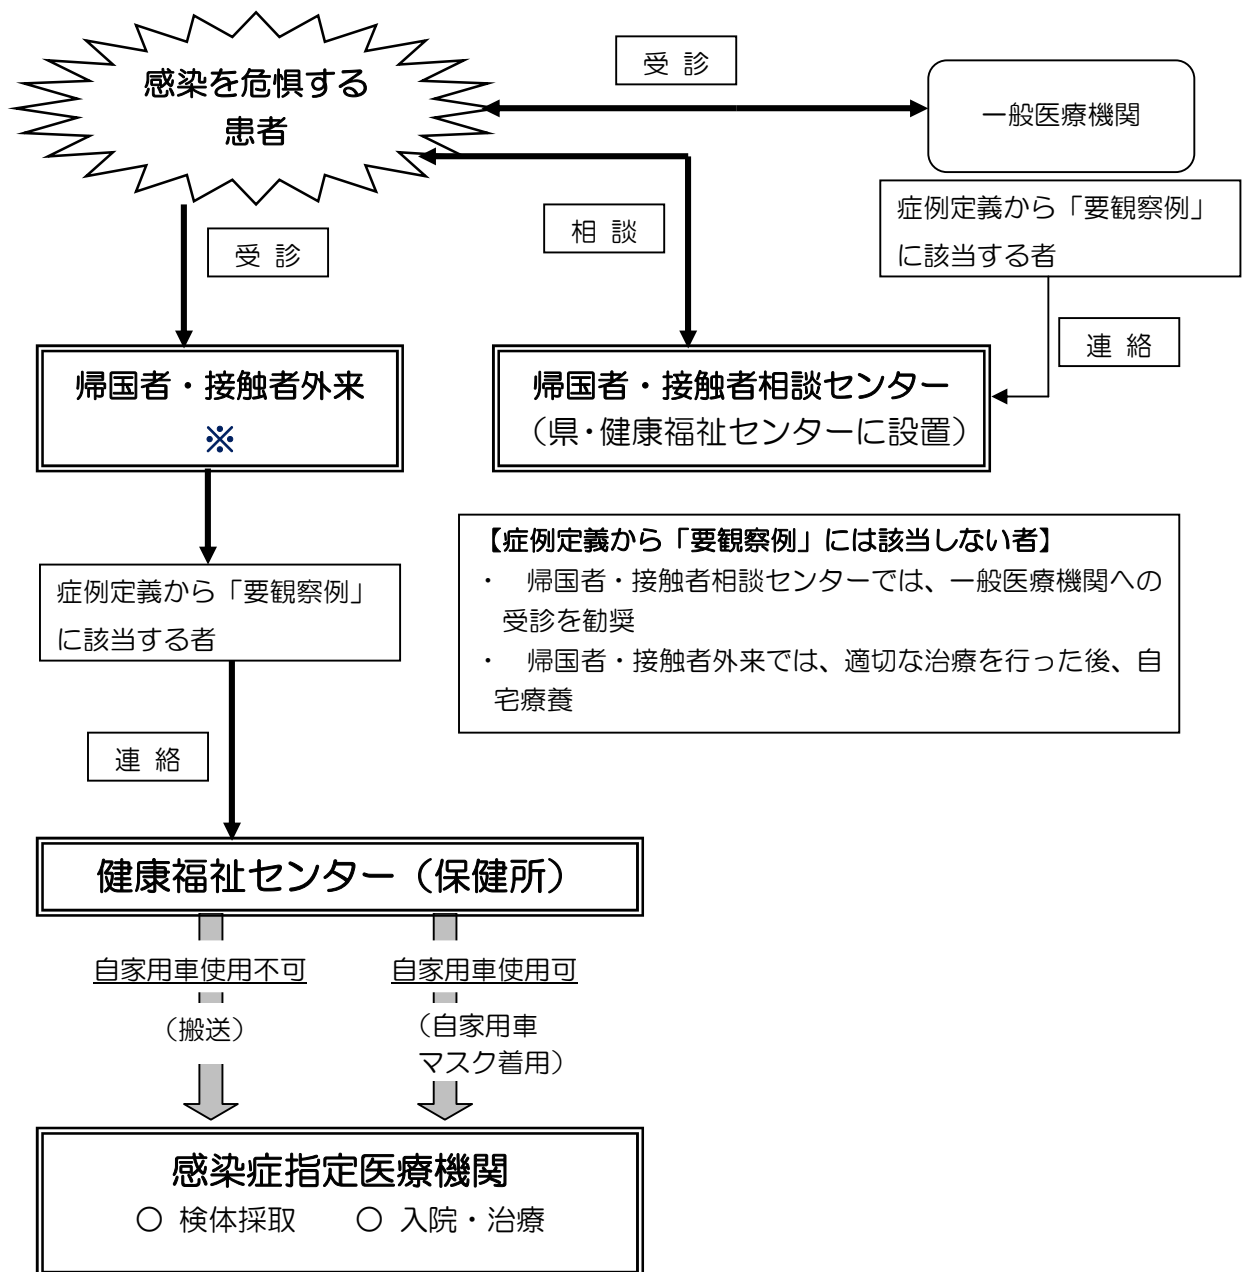 感染を危惧する
患者
受 診
一般医療機関
症例定義から「要観察例」
に該当する者
相 談
受 診
連 絡
帰国者・接触者外来
※
帰国者・接触者相談センター
（県・健康福祉センターに設置）
【症例定義から「要観察例」には該当しない者】
・ 帰国者・接触者相談センターでは、一般医療機関への
受診を勧奨
・ 帰国者・接触者外来では、適切な治療を行った後、自
宅療養
症例定義から「要観察例」
に該当する者
連 絡
健康福祉センター（保健所）
自家用車使用不可
（搬送）
自家用車使用可
（自家用車
マスク着用）
感染症指定医療機関
○ 検体採取 ○ 入院・治療